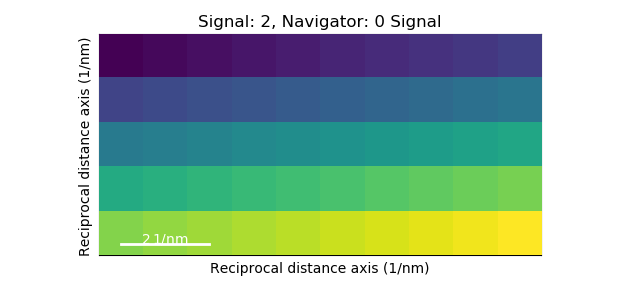 Signal: 2, Navigator: 0 Signal
Reciprocal distance axis (1/nm)
2 1/nm
Reciprocal distance axis (1/nm)